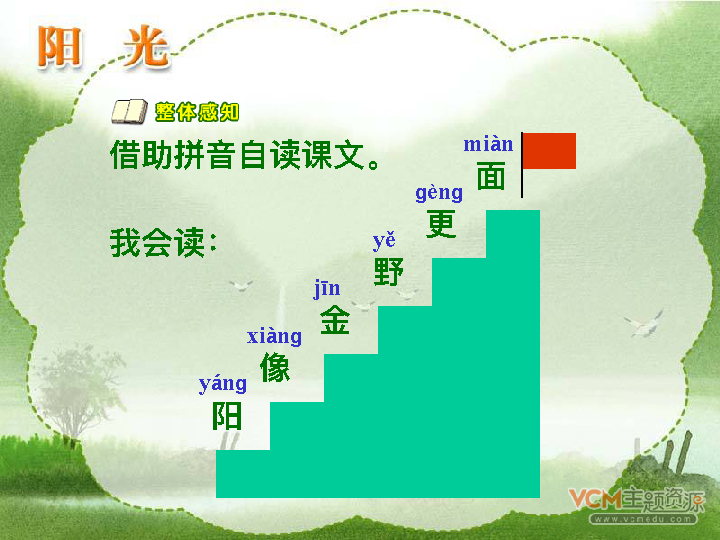 阳 光
整体感知
借助拼音自读课文。
我会读：
miàn
面
gèng
更
yě
野
jīn
金
xiàng
像
yáng
阳
VCM主题资源
www.vcmedu.com